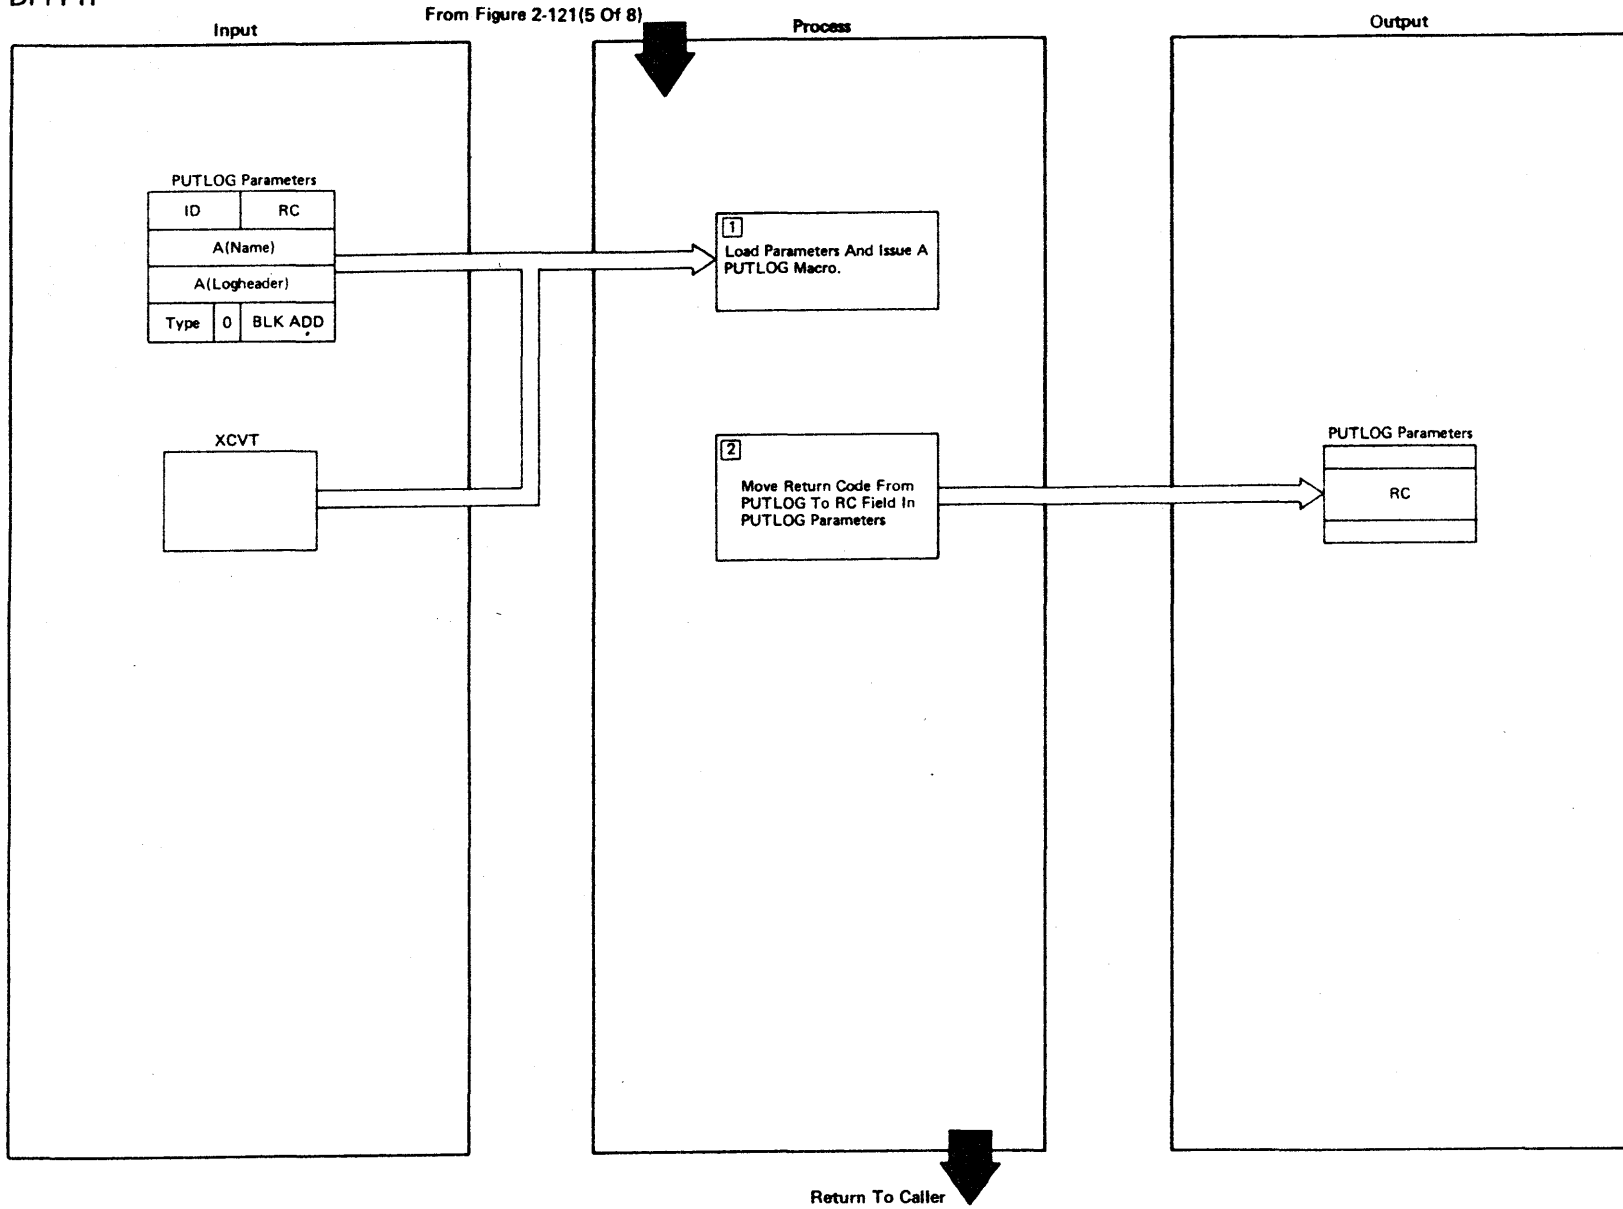 From Figure 2-121(5 Of 8)
Input
Process
Output
PUTLOG Parameters
ID RC
A(Name)
A(Logheader)
Type 0 BLK ADD
XCVT
1
Load Parameters And Issue A
PUTLOG Macro.
2
Move Return Code From
PUTLOG To RC Field In
PUTLOG Parameters
PUTLOG Parameters
RC
Return To Caller